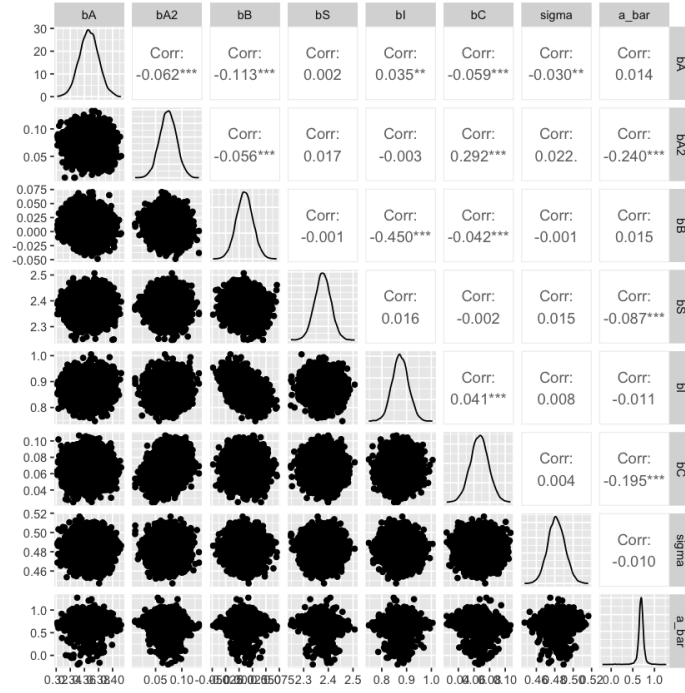 bA bA2 bB bS bI bC sigma a_bar
30
20
10
0
Corr:
-0.062***
Corr:
-0.113***
Corr:
0.002
Corr:
0.035**
Corr:
-0.059***
Corr:
-0.030**
Corr:
0.014
bA
0.10
0.05
Corr:
-0.056***
Corr:
0.017
Corr:
-0.003
Corr:
0.292***
Corr:
0.022.
Corr:
-0.240***
bA2
0.075
0.050
0.025
0.000
-0.025
-0.050
Corr:
-0.001
Corr:
-0.450***
Corr:
-0.042***
Corr:
-0.001
Corr:
0.015
bB
2.5
2.4
2.3
Corr:
0.016
Corr:
-0.002
Corr:
0.015
Corr:
-0.087***
bS
1.0
0.9
0.8
Corr:
0.041***
Corr:
0.008
Corr:
-0.011
bI
0.10
0.08
0.06
0.04
Corr:
0.004
Corr:
-0.195***
bC
0.52
0.50
0.48
0.46
Corr:
-0.010
sigma
1.0
0.5
0.0
a_bar
0.05 0.10 2.3 2.4 2.5 0.8 0.9 1.0 0.0 0.5 1.0